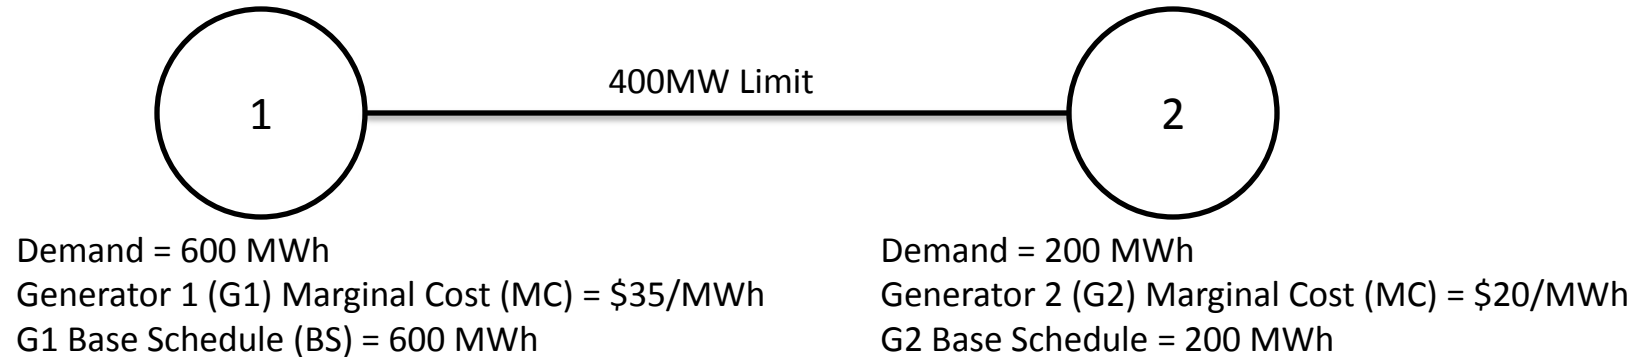 400MW Limit
1
2
Demand = 600 MWh
Generator 1 (G1) Marginal Cost (MC) = $35/MWh
G1 Base Schedule (BS) = 600 MWh
Demand = 200 MWh
Generator 2 (G2) Marginal Cost (MC) = $20/MWh
G2 Base Schedule = 200 MWh